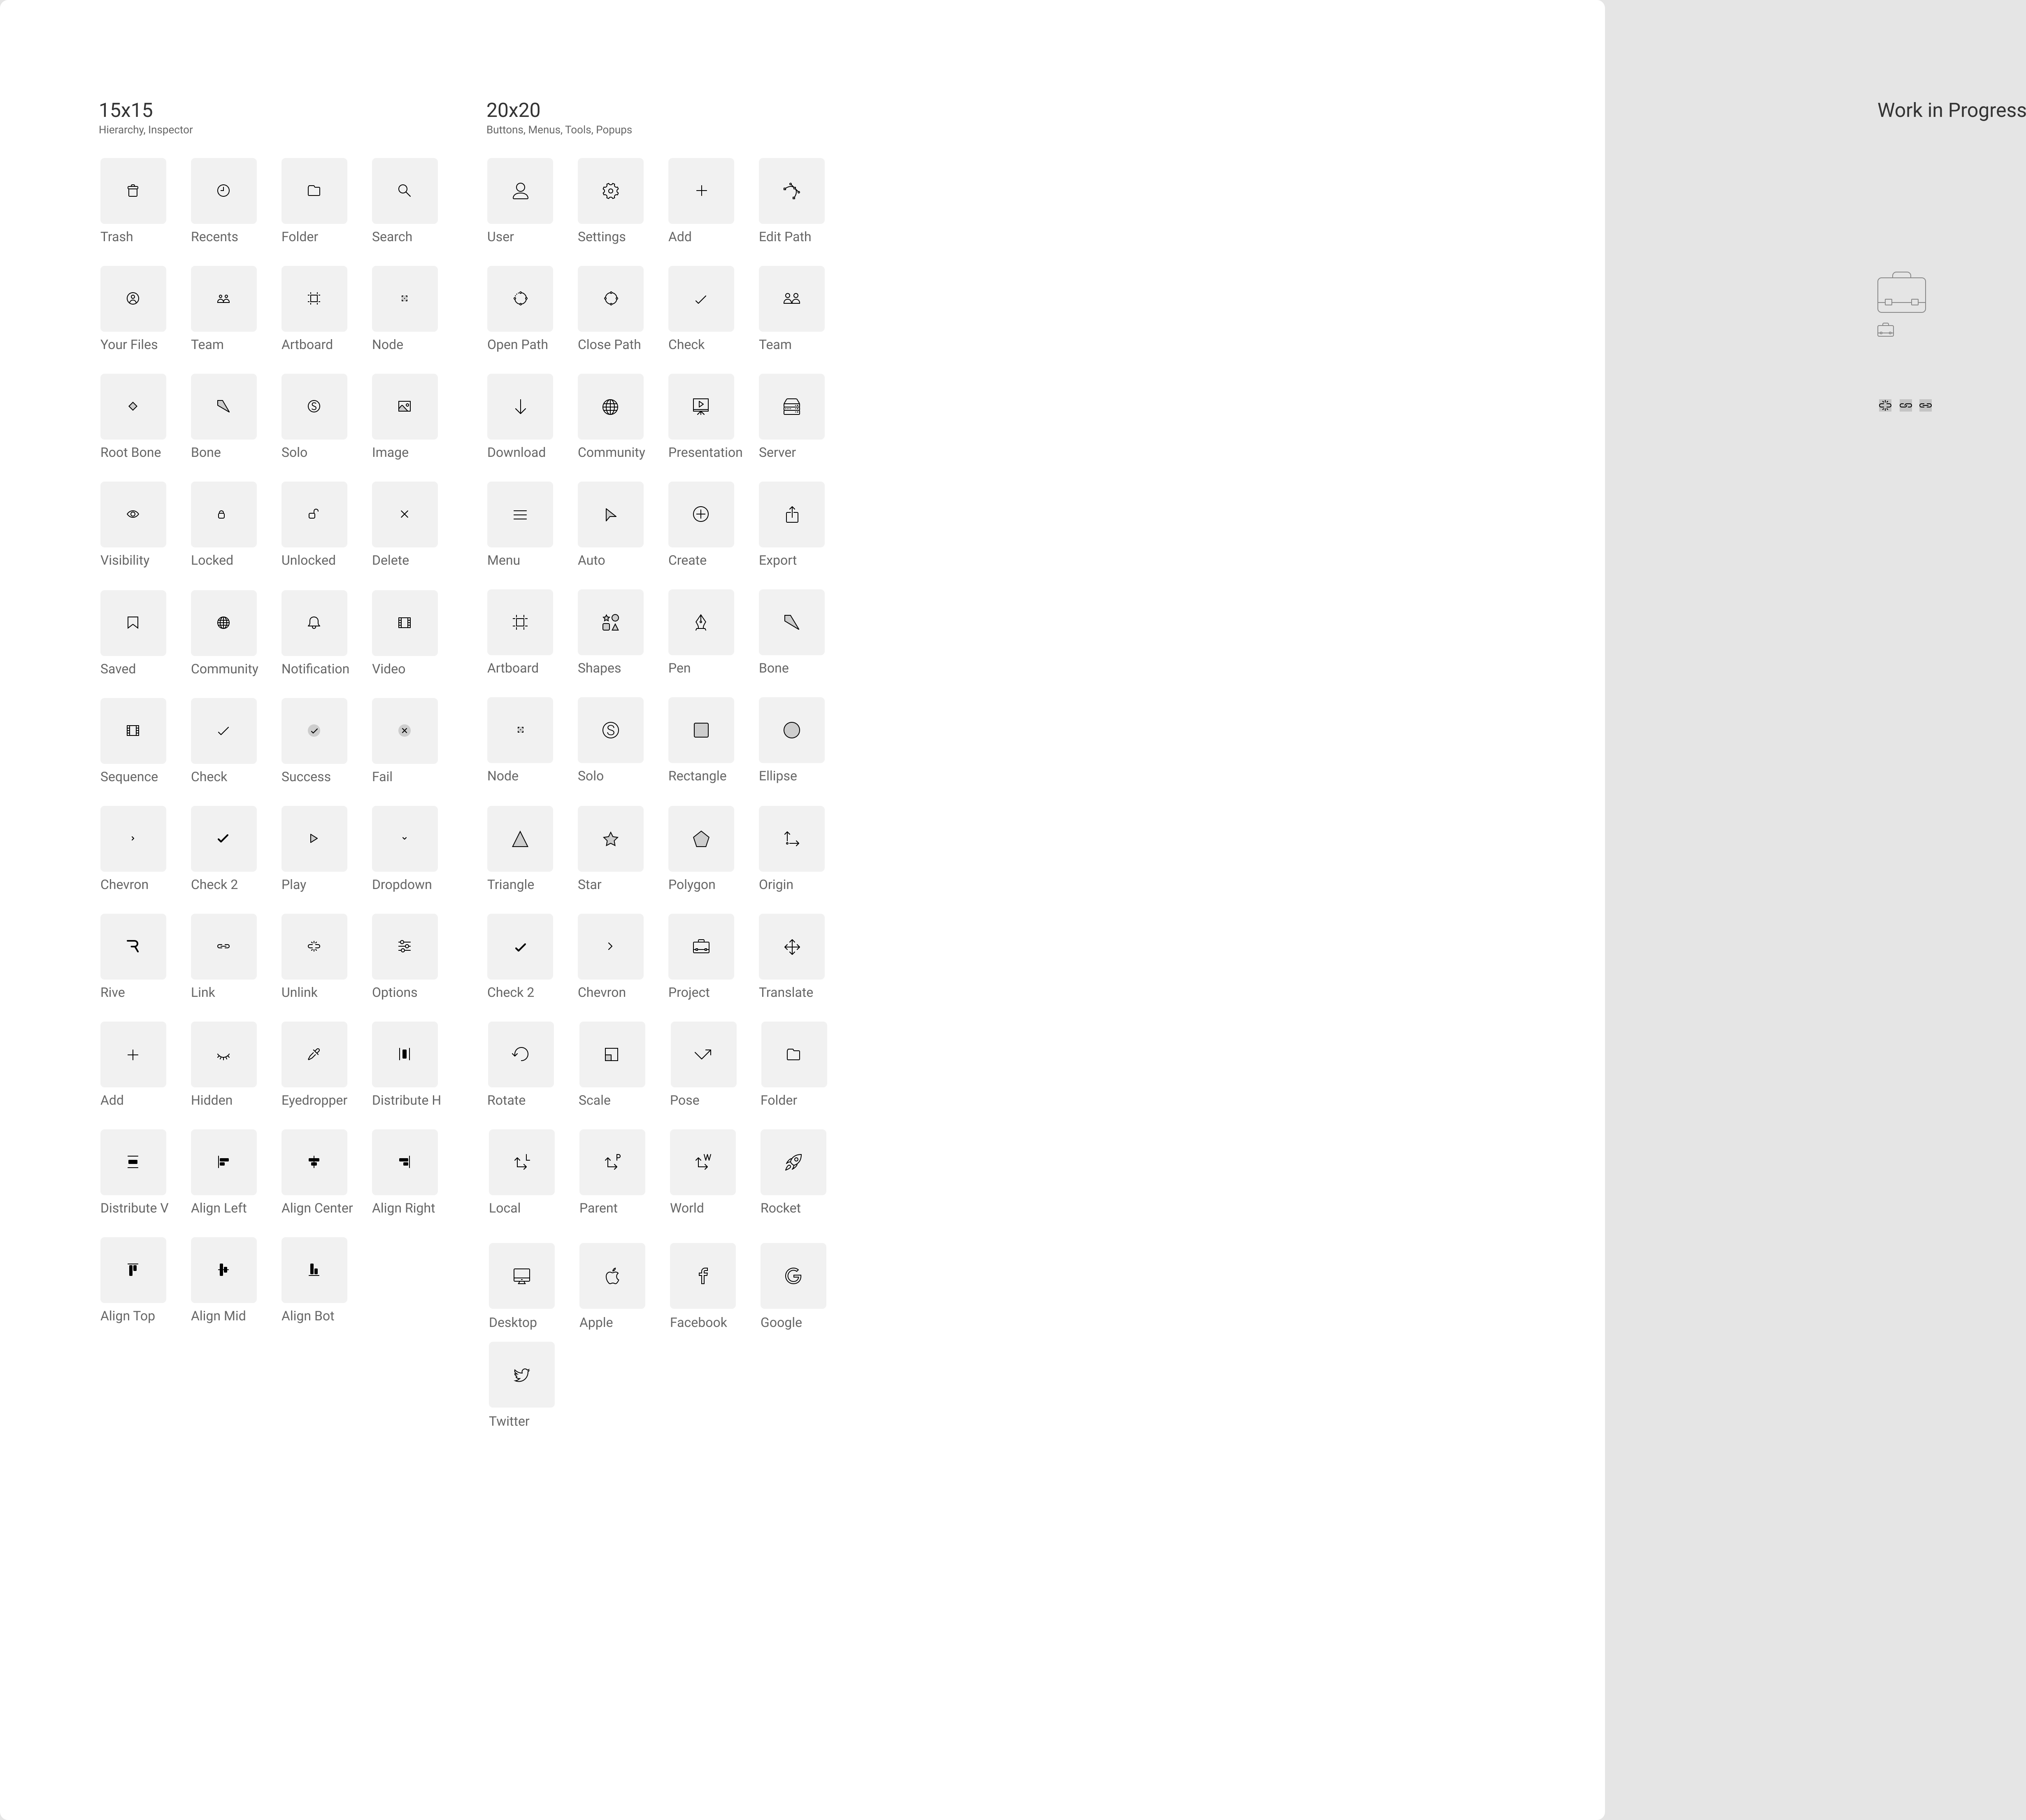 15x15
Hierarchy, Inspector
Trash Recents Folder Search
Your Files Team Artboard Node
Root Bone Bone Solo Image
Visibility Locked Unlocked Delete
Saved Community Notification Video
Sequence Check Success Fail
Chevron Check 2 Play Dropdown
Rive Link Unlink Options
Add Hidden Eyedropper Distribute H
Distribute V Align Left Align Center Align Right
Align Top Align Mid Align Bot
20x20
Buttons, Menus, Tools, Popups
User Settings Add Edit Path
Open Path Close Path Check Team
Download Community Presentation Server
Menu Auto Create Export
Artboard Shapes Pen Bone
Node Solo Rectangle Ellipse
Triangle Star Polygon Origin
Check 2 Chevron Project Translate
Rotate Scale Pose Folder
L P W
Local Parent World Rocket
Desktop Apple Facebook Google
Twitter
Work in Progress